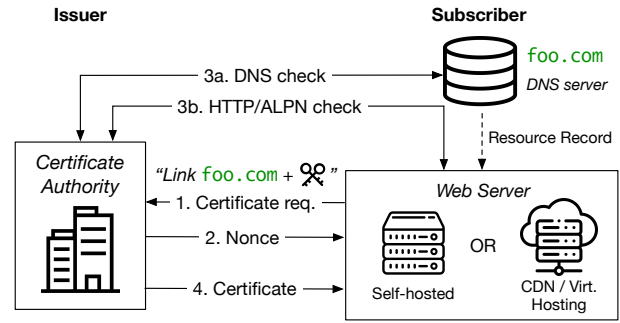 Issuer
Subscriber
foo.com
DNS server
3a. DNS check
3b. HTTP/ALPN check
Resource Record
Certificate
Authority
“Link foo.com + ”
1. Certificate req.
2. Nonce
4. Certificate
Web Server
OR
Self-hosted
CDN / Virt.
Hosting